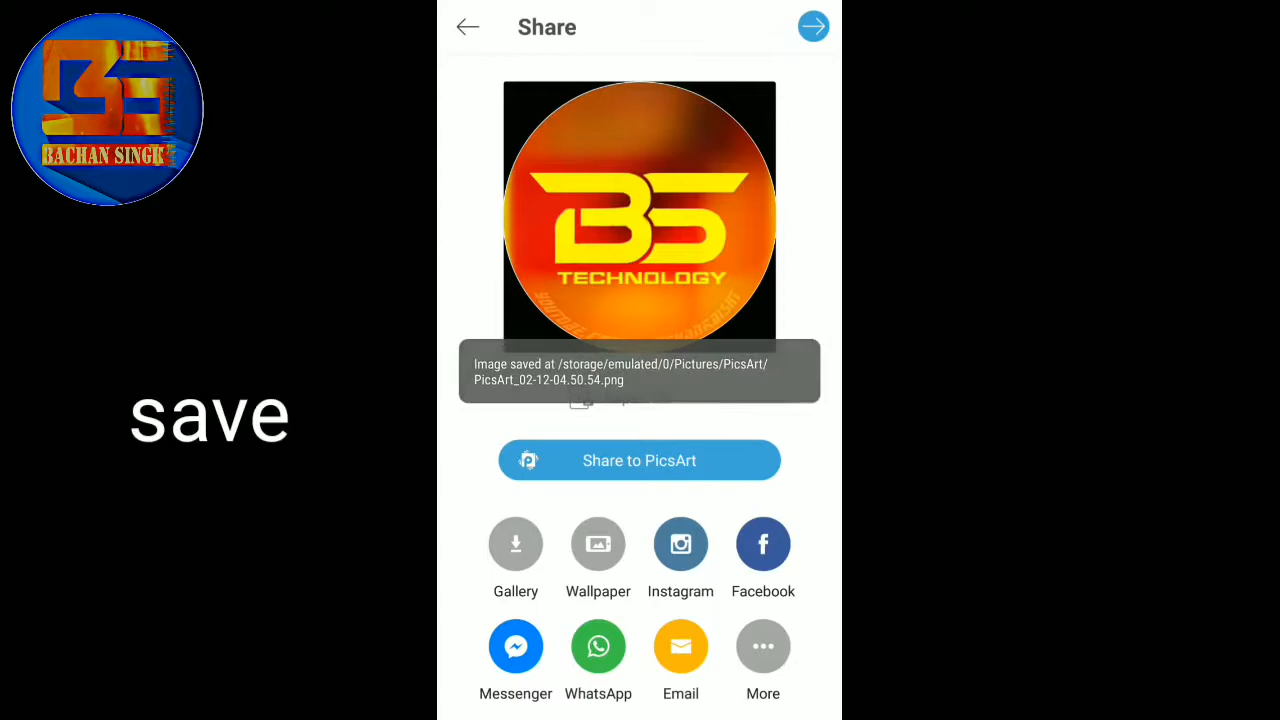 BS
BACHAN SINGH
save
Share
BS
TECHNOLOGY
Image saved at /storage/emulated/0/Pictures/PicsArt/
PicsArt_02-12-04.50.54.png
Share to PicsArt
Gallery Wallpaper Instagram Facebook
Messenger WhatsApp Email More